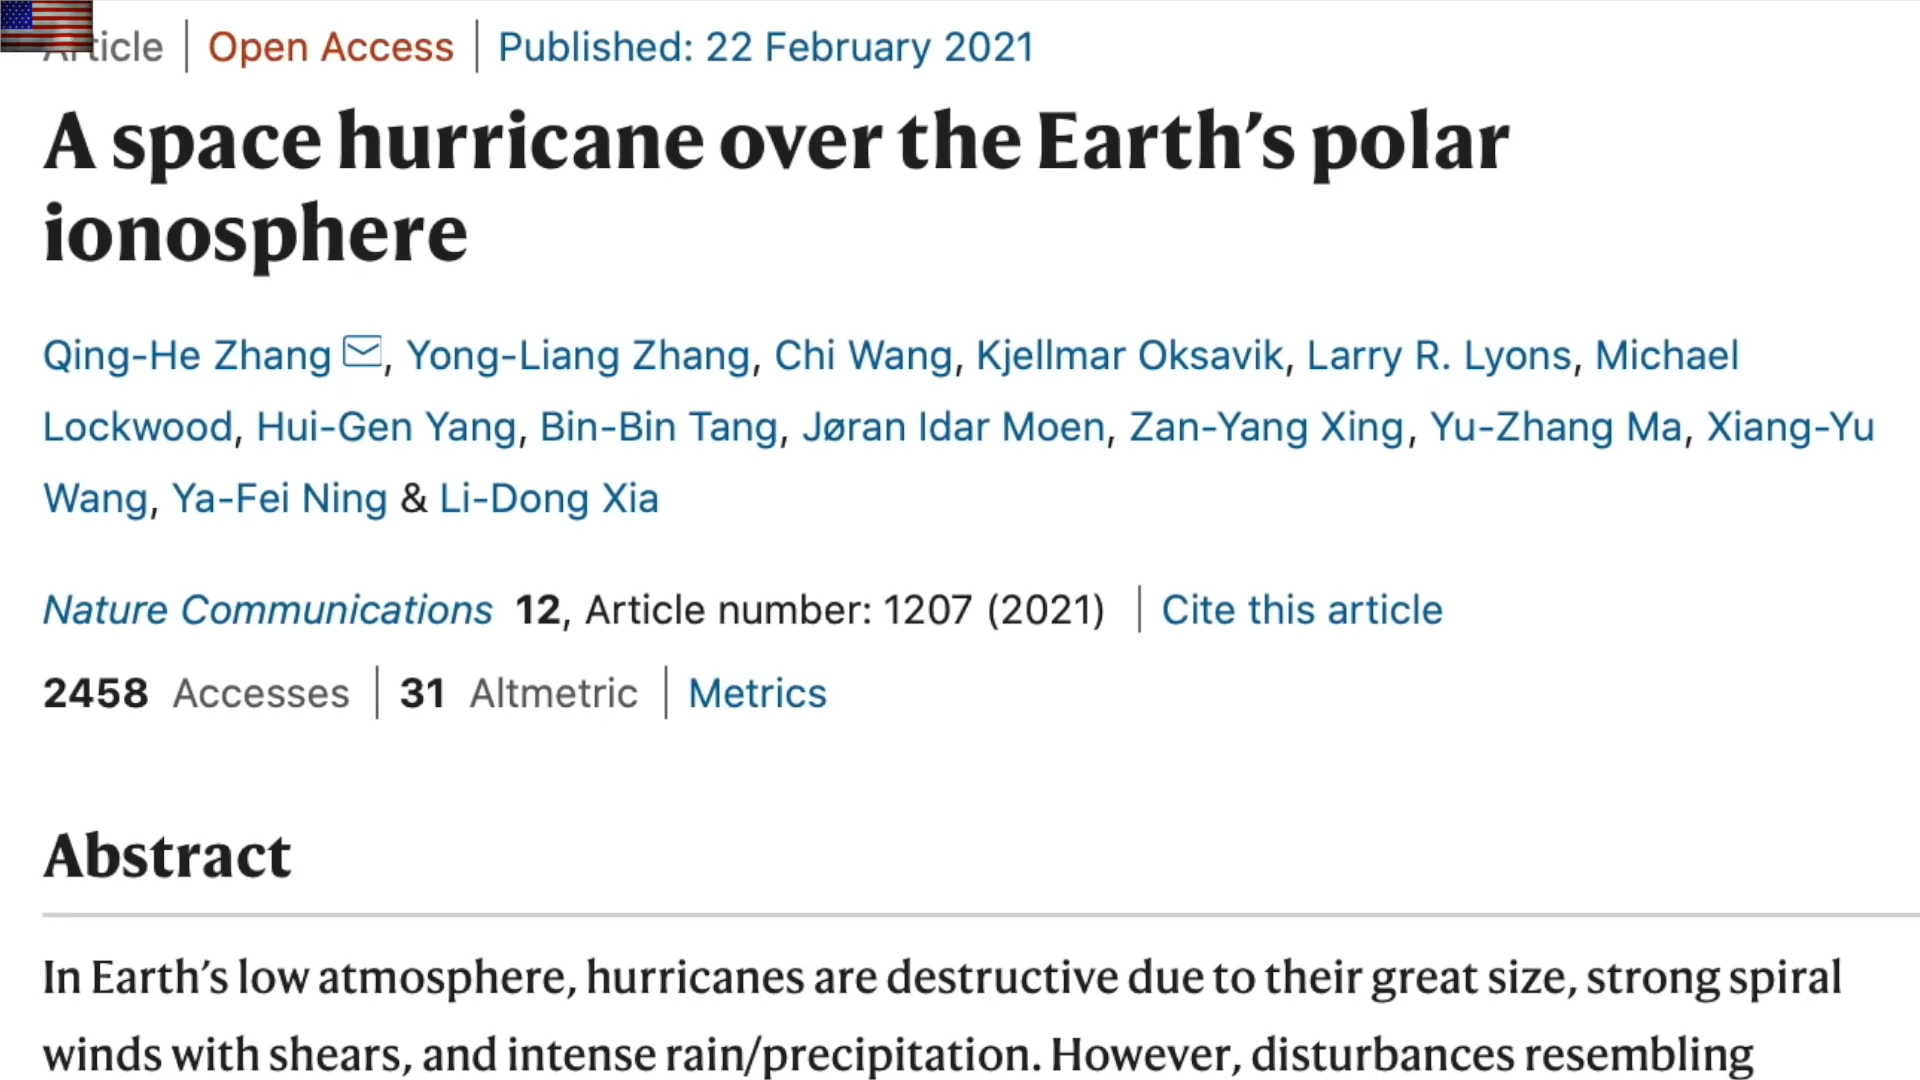 Article | Open Access | Published: 22 February 2021
A space hurricane over the Earth's polar
ionosphere
Qing-He Zhang, Yong-Liang Zhang, Chi Wang, Kjellmar Oksavik, Larry R. Lyons, Michael
Lockwood, Hui-Gen Yang, Bin-Bin Tang, Jøran Idar Moen, Zan-Yang Xing, Yu-Zhang Ma, Xiang-Yu
Wang, Ya-Fei Ning & Li-Dong Xia
Nature Communications 12, Article number: 1207 (2021) | Cite this article
2458 Accesses | 31 Altmetric | Metrics
Abstract
In Earth's low atmosphere, hurricanes are destructive due to their great size, strong spiral
winds with shears, and intense rain/precipitation. However, disturbances resembling